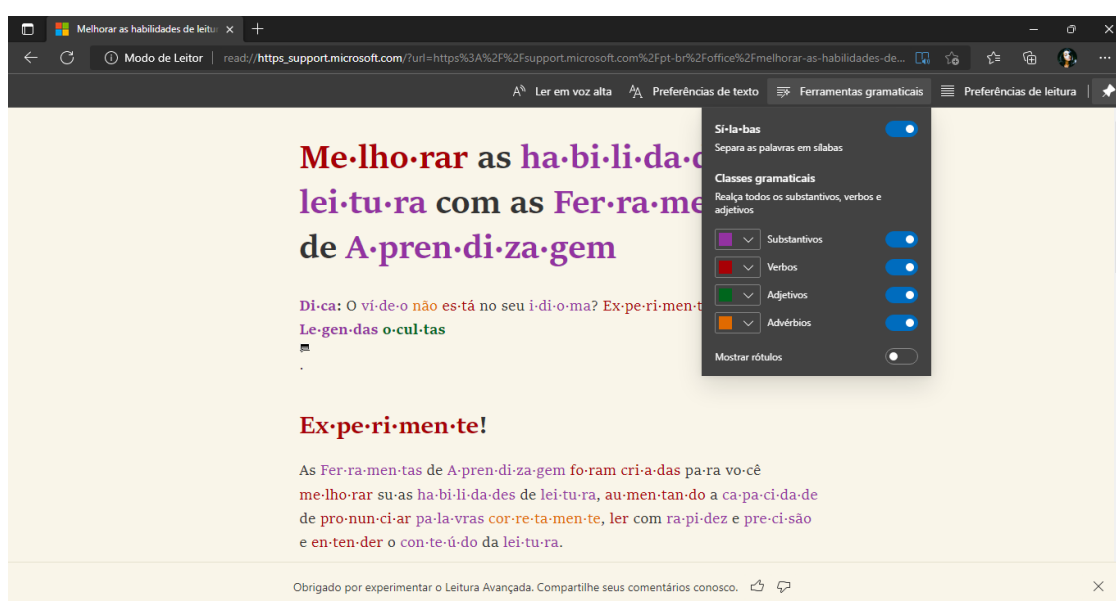 Melhorar as habilidades de leitu
Modo de Leitor | read://https_support.microsoft.com/?url=https%3A%2F%2Fsupport.microsoft.com%2Fpt-br%2Foffice%2Fmelhorar-as-habilidades-de...
Ler em voz alta Preferências de texto Ferramentas gramaticais Preferências de leitura
Sí·la·bas
Separa as palavras em sílabas
Classes gramaticais
Realça todos os substantivos, verbos e
adjetivos
Substantivos
Verbos
Adjetivos
Advérbios
Mostrar rótulos
Me·lho·rar as ha·bi·li·da·d
lei·tu·ra com as Fer·ra·me
de A·pren·di·za·gem
Di·ca: O ví·de·o não es·tá no seu i·di·o·ma? Ex·pe·ri·men·t
Le·gen·das o·cul·tas
.
Ex·pe·ri·men·te!
As Fer·ra·men·tas de A·pren·di·za·gem fo·ram cri·a·das pa·ra vo·cê
me·lho·rar su·as ha·bi·li·da·des de lei·tu·ra, au·men·tan·do a ca·pa·ci·da·de
de pro·nun·ci·ar pa·la·vras cor·re·ta·men·te, ler com ra·pi·dez e pre·ci·são
e en·ten·der o con·te·ú·do da lei·tu·ra.
Obrigado por experimentar o Leitura Avançada. Compartilhe seus comentários conosco.